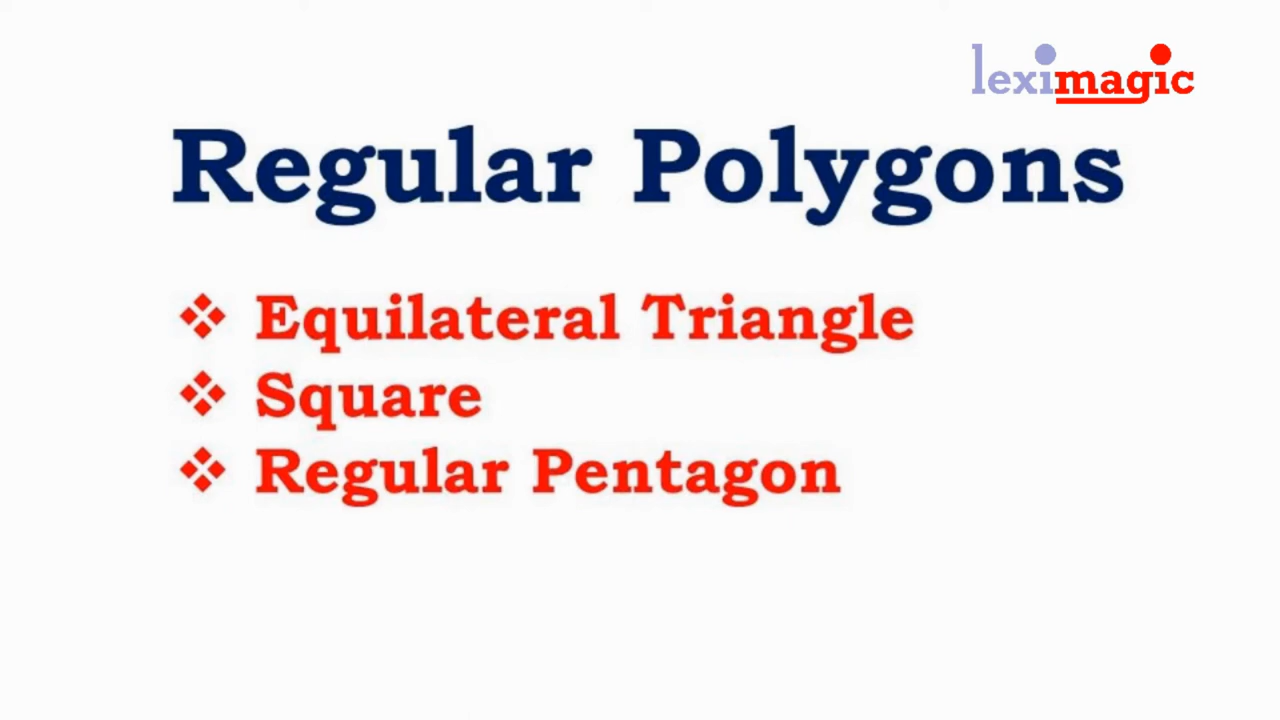 leximagic
Regular Polygons
❖ Equilateral Triangle
❖ Square
❖ Regular Pentagon